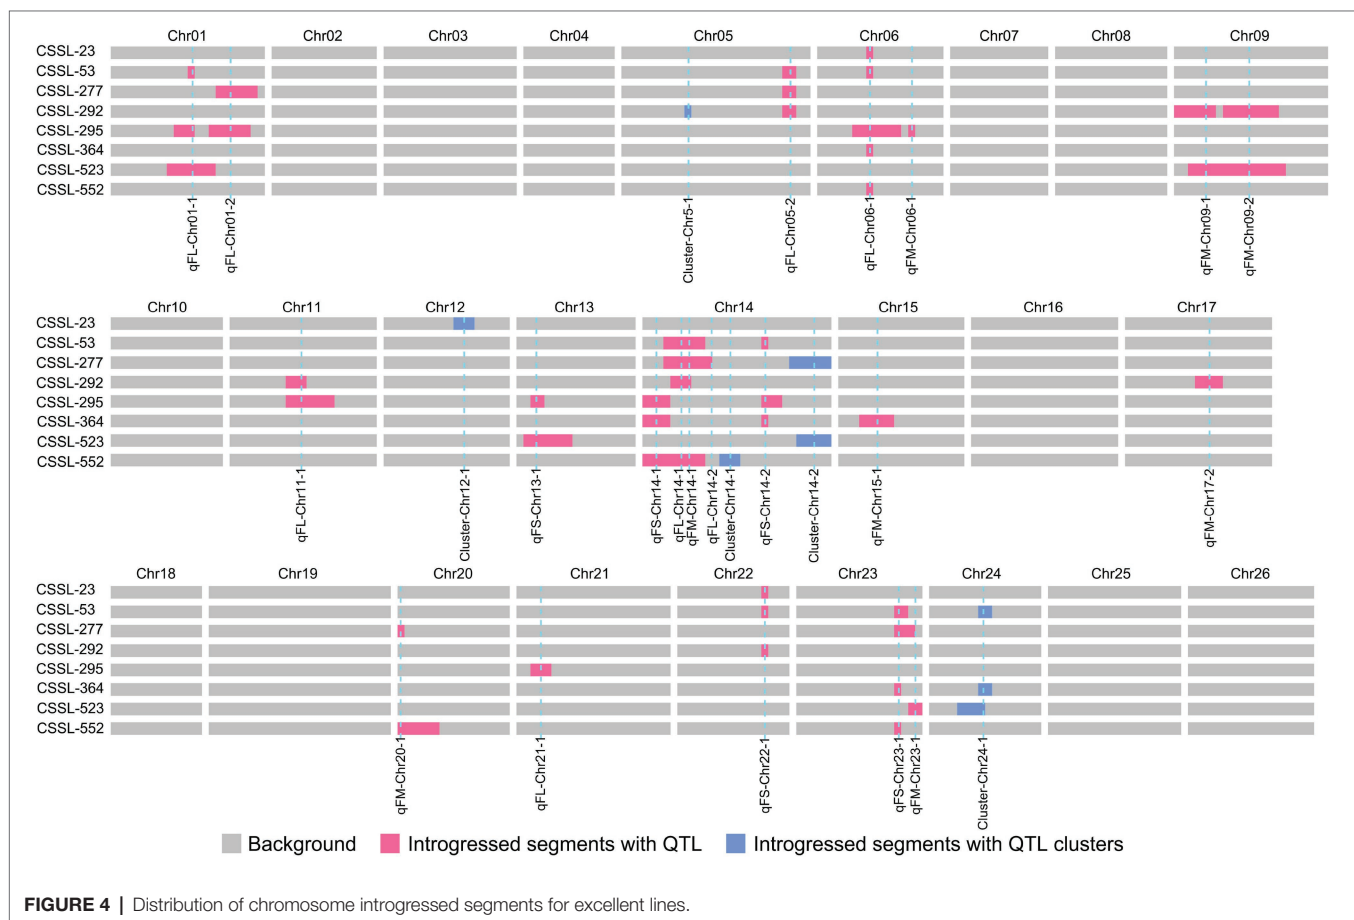 Chr01 Chr02 Chr03 Chr04 Chr05 Chr06 Chr07 Chr08 Chr09
CSSL-23
CSSL-53
CSSL-277
CSSL-292
CSSL-295
CSSL-364
CSSL-523
CSSL-552
qFL-Chr01-1
qFL-Chr01-2
Cluster-Chr5-1
qFL-Chr05-2
qFL-Chr06-1
qFM-Chr06-1
qFM-Chr09-1
qFM-Chr09-2
Chr10 Chr11 Chr12 Chr13 Chr14 Chr15 Chr16 Chr17
CSSL-23
CSSL-53
CSSL-277
CSSL-292
CSSL-295
CSSL-364
CSSL-523
CSSL-552
qFL-Chr11-1
Cluster-Chr12-1
qFS-Chr13-1
qFS-Chr14-1
qFL-Chr14-1
qFM-Chr14-1
qFL-Chr14-2
Cluster-Chr14-1
qFS-Chr14-2
Cluster-Chr14-2
qFM-Chr15-1
qFM-Chr17-2
Chr18 Chr19 Chr20 Chr21 Chr22 Chr23 Chr24 Chr25 Chr26
CSSL-23
CSSL-53
CSSL-277
CSSL-292
CSSL-295
CSSL-364
CSSL-523
CSSL-552
qFM-Chr20-1
qFL-Chr21-1
qFS-Chr22-1
qFS-Chr23-1
qFM-Chr23-1
Cluster-Chr24-1
Background Introgressed segments with QTL Introgressed segments with QTL clusters
FIGURE 4 | Distribution of chromosome introgressed segments for excellent lines.